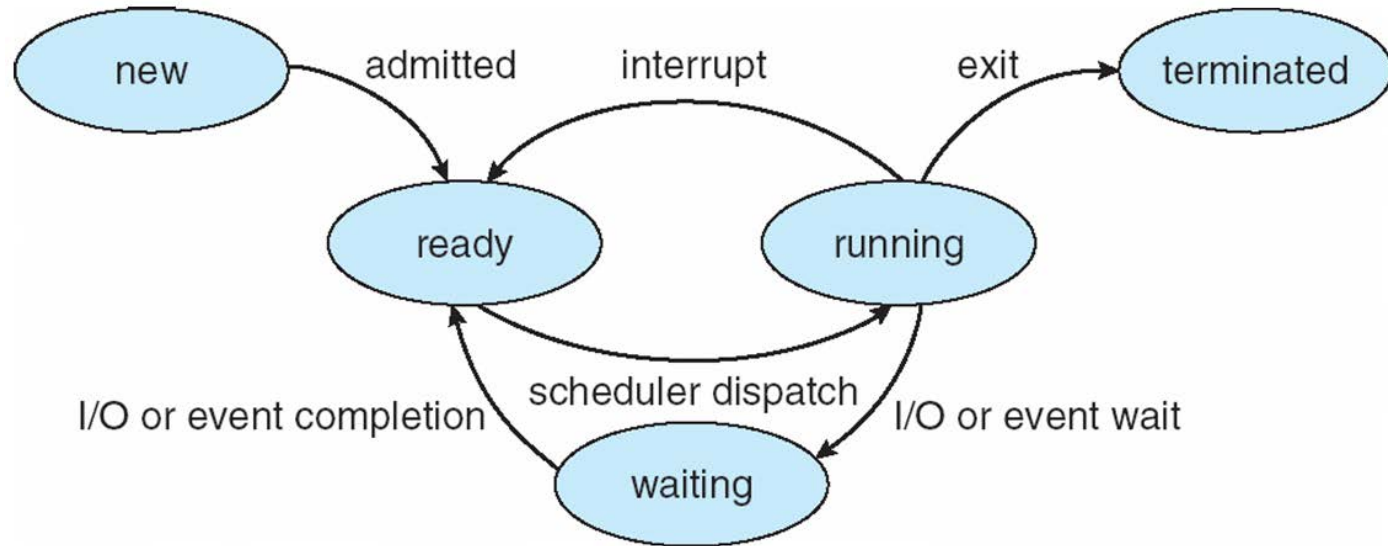 new
admitted
interrupt
exit
terminated
ready
running
scheduler dispatch
I/O or event completion
I/O or event wait
waiting